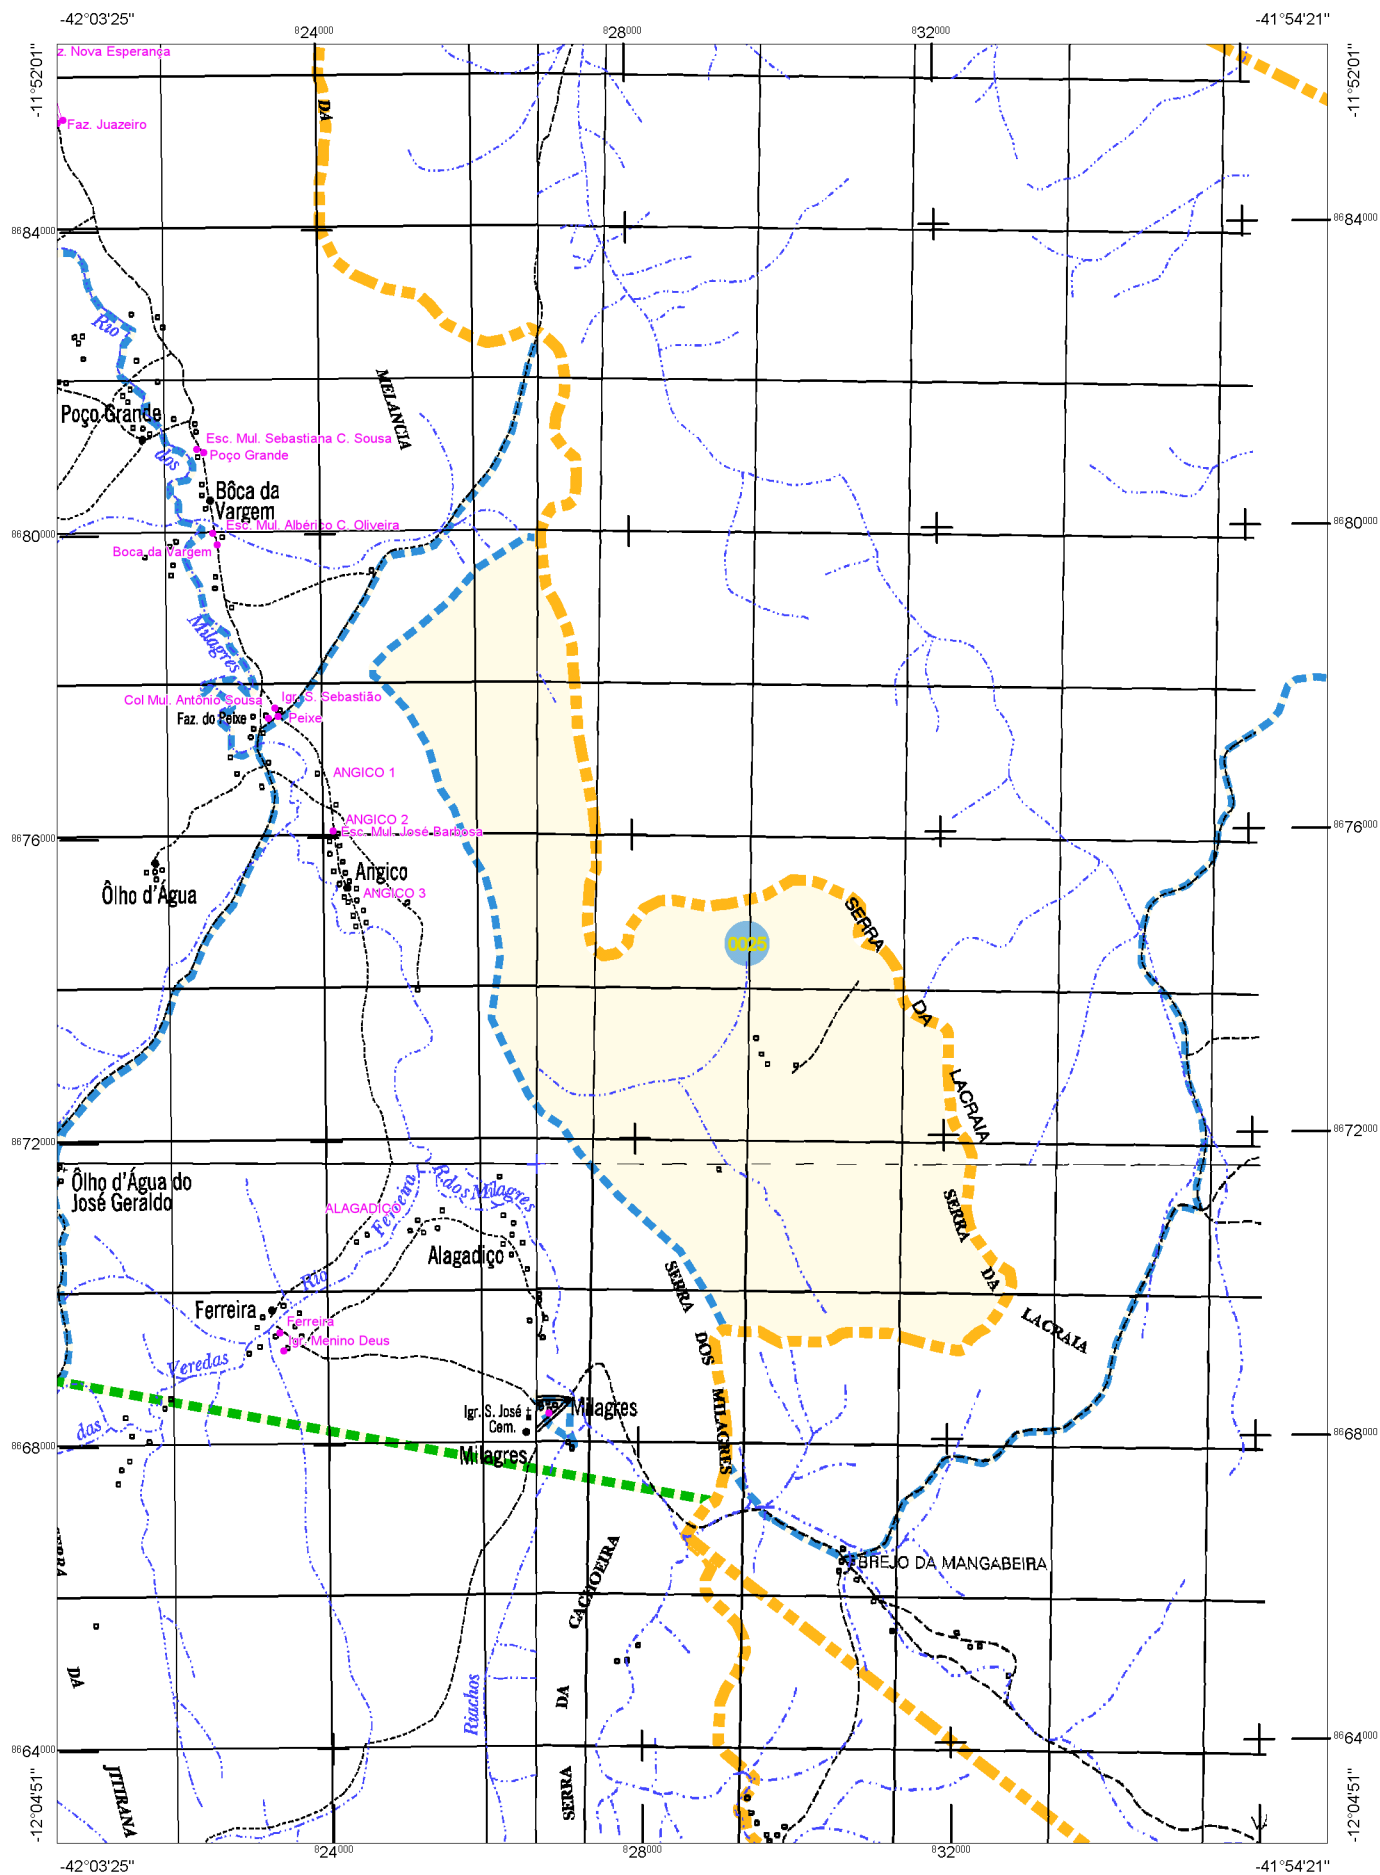 -42°03'25"
-41°54'21"
824000
828000
832000
-11°52'01"
-11°52'01"
z. Nova Esperança
DA
Faz. Juazeiro
8684000
8684000
Rio
MELANCIA
Poço Grande
Esc. Mul. Sebastiana C. Sousa
Poço Grande
dos
Bôca da
Vargem
Esc. Mul. Albérico C. Oliveira
8680000
8680000
Boca da Vargem
Milagres
Col Mul. Antônio Sousa
Igr. S. Sebastião
Faz. do Peixe
Peixe
ANGICO 1
ANGICO 2
Esc. Mul. José Barbosa
8676000
8676000
Angico
Ôlho d'Água
ANGICO 3
SERRA
0025
DA
LACRAIA
8672000
8672000
Ôlho d'Água do
José Geraldo
R. dos Milagres
ALAGADIÇO
Ferreira
SERRA
Alagadiço
SERRA
DA
Rio
Ferreira
LACRAIA
Ferreira
Igr. Menino Deus
DOS
Veredas
MILAGRES
Igr. S. José
Cem.
Milagres
das
8668000
8668000
Milagres
CACHOEIRA
BREJO DA MANGABEIRA
DA
Riachos
DA
8664000
8664000
JITIRANA
SERRA
-12°04'51"
-12°04'51"
824000
828000
832000
-42°03'25"
-41°54'21"